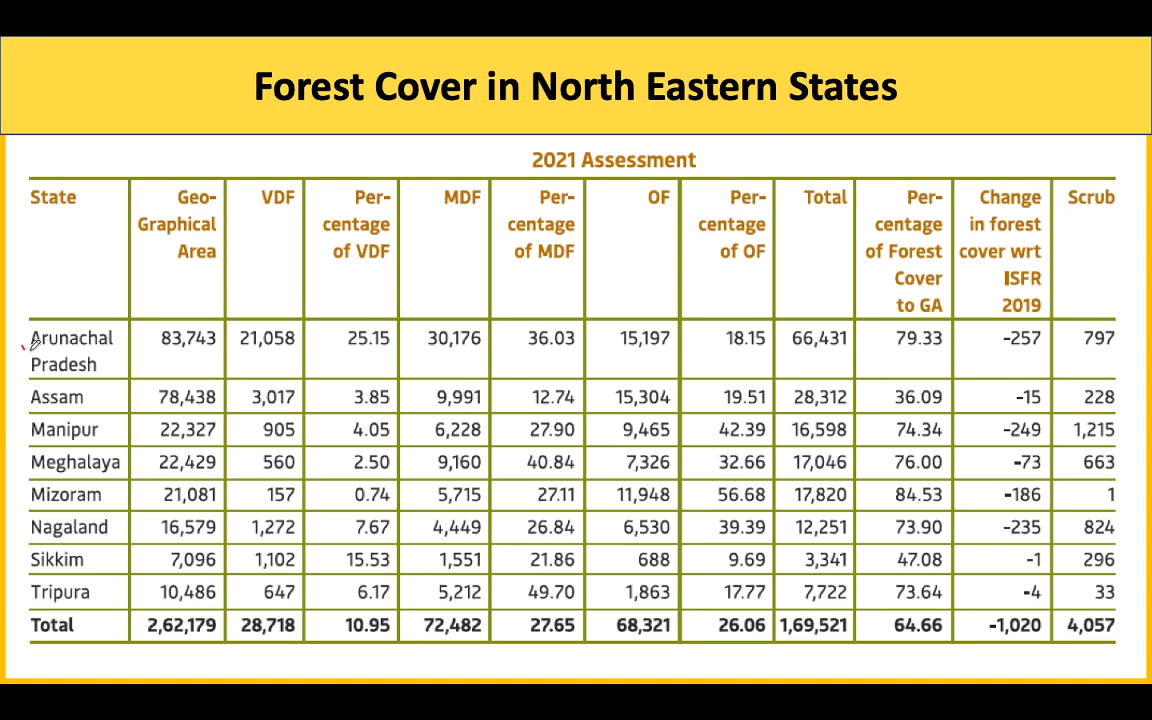 Forest Cover in North Eastern States
2021 Assessment
State Geo- VDF Per- MDF Per- OF Per- Total Per- Change Scrub
Graphical centage centage centage centage in forest
Area of VDF of MDF of OF of Forest cover wrt
Cover ISFR
to GA 2019
Arunachal 83,743 21,058 25.15 30,176 36.03 15,197 18.15 66,431 79.33 -257 797
Pradesh
Assam 78,438 3,017 3.85 9,991 12.74 15,304 19.51 28,312 36.09 -15 228
Manipur 22,327 905 4.05 6,228 27.90 9,465 42.39 16,598 74.34 -249 1,215
Meghalaya 22,429 560 2.50 9,160 40.84 7,326 32.66 17,046 76.00 -73 663
Mizoram 21,081 157 0.74 5,715 27.11 11,948 56.68 17,820 84.53 -186 1
Nagaland 16,579 1,272 7.67 4,449 26.84 6,530 39.39 12,251 73.90 -235 824
Sikkim 7,096 1,102 15.53 1,551 21.86 688 9.69 3,341 47.08 -1 296
Tripura 10,486 647 6.17 5,212 49.70 1,863 17.77 7,722 73.64 -4 33
Total 2,62,179 28,718 10.95 72,482 27.65 68,321 26.06 1,69,521 64.66 -1,020 4,057